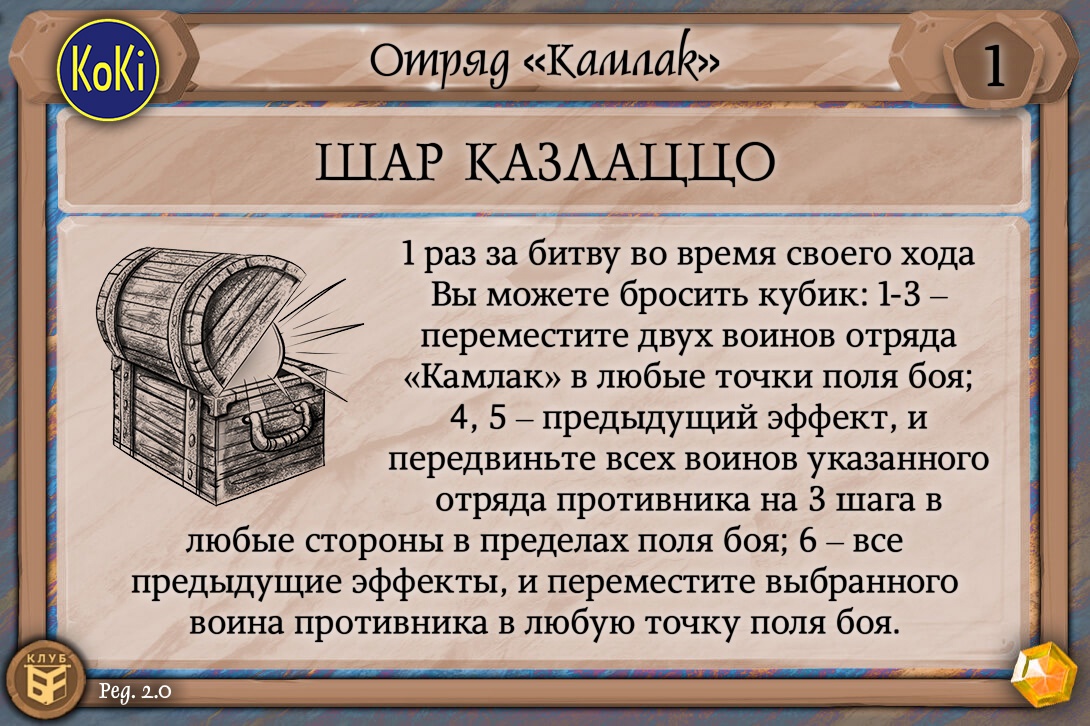 KoKi
Отряд «Камлак»
1
ШАР КАЗЛАЦЦО
1 раз за битву во время своего хода
Вы можете бросить кубик: 1-3 –
переместите двух воинов отряда
«Камлак» в любые точки поля боя;
4, 5 – предыдущий эффект, и
передвиньте всех воинов указанного
отряда противника на 3 шага в
любые стороны в пределах поля боя; 6 – все
предыдущие эффекты, и переместите выбранного
воина противника в любую точку поля боя.
КЛУБ
Ред. 2.0